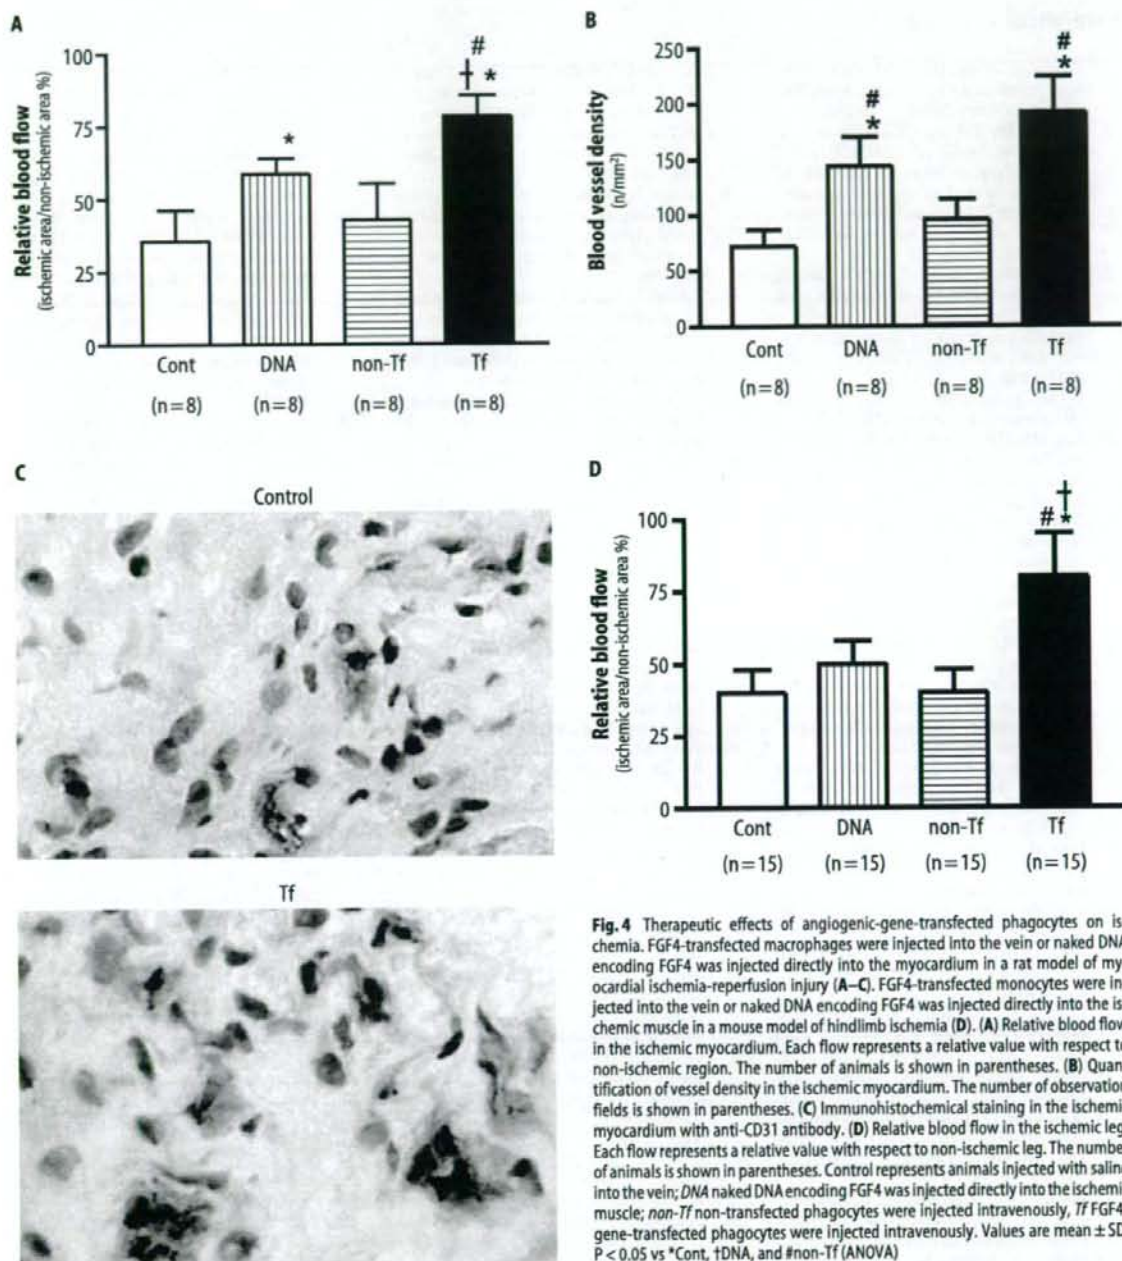 A
Relative blood flow
(ischemic area/non-ischemic area %)
100
75
50
25
0
*
#
† *
Cont
DNA
non-Tf
Tf
(n=8)
(n=8)
(n=8)
(n=8)
B
Blood vessel density
(n/mm²)
250
200
150
100
50
0
#
*
#
*
Cont
DNA
non-Tf
Tf
(n=8)
(n=8)
(n=8)
(n=8)
C
Control
Tf
D
Relative blood flow
(ischemic area/non-ischemic area %)
100
75
50
25
0
†
# *
Cont
DNA
non-Tf
Tf
(n=15)
(n=15)
(n=15)
(n=15)
Fig. 4 Therapeutic effects of angiogenic-gene-transfected phagocytes on is
chemia. FGF4-transfected macrophages were injected into the vein or naked DNA
encoding FGF4 was injected directly into the myocardium in a rat model of my
ocardial ischemia-reperfusion injury (A–C). FGF4-transfected monocytes were in
jected into the vein or naked DNA encoding FGF4 was injected directly into the is
chemic muscle in a mouse model of hindlimb ischemia (D). (A) Relative blood flow
in the ischemic myocardium. Each flow represents a relative value with respect to
non-ischemic region. The number of animals is shown in parentheses. (B) Quan
tification of vessel density in the ischemic myocardium. The number of observation
fields is shown in parentheses. (C) Immunohistochemical staining in the ischemi
myocardium with anti-CD31 antibody. (D) Relative blood flow in the ischemic leg
Each flow represents a relative value with respect to non-ischemic leg. The number
of animals is shown in parentheses. Control represents animals injected with salin
into the vein; DNA naked DNA encoding FGF4 was injected directly into the ischemi
muscle; non-Tf non-transfected phagocytes were injected intravenously, Tf FGF4
gene-transfected phagocytes were injected intravenously. Values are mean ± SD
P < 0.05 vs *Cont, †DNA, and #non-Tf (ANOVA)